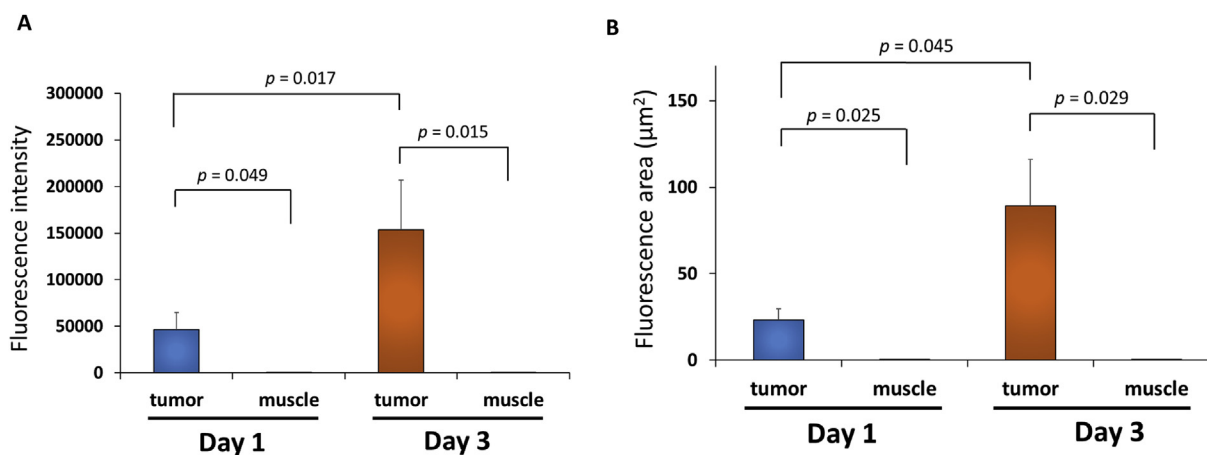 A
p = 0.017
p = 0.015
p = 0.049
Fluorescence intensity
300000
250000
200000
150000
100000
50000
0
tumor muscle tumor muscle
Day 1 Day 3
B
p = 0.045
p = 0.029
p = 0.025
Fluorescence area (µm²)
150
100
50
0
tumor muscle tumor muscle
Day 1 Day 3